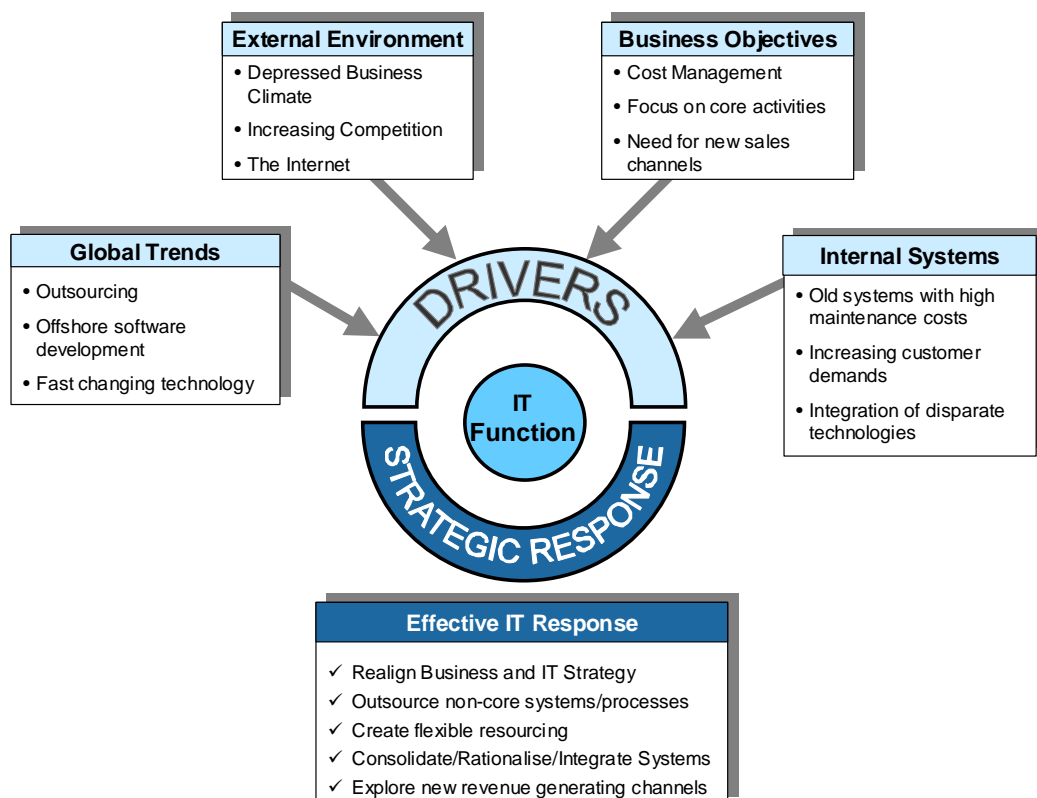 External Environment
• Depressed Business
Climate
• Increasing Competition
• The Internet
Business Objectives
• Cost Management
• Focus on core activities
• Need for new sales
channels
Global Trends
• Outsourcing
• Offshore software
development
• Fast changing technology
Internal Systems
• Old systems with high
maintenance costs
• Increasing customer
demands
• Integration of disparate
technologies
DRIVERS
IT
Function
STRATEGIC RESPONSE
Effective IT Response
✓ Realign Business and IT Strategy
✓ Outsource non-core systems/processes
✓ Create flexible resourcing
✓ Consolidate/Rationalise/Integrate Systems
✓ Explore new revenue generating channels